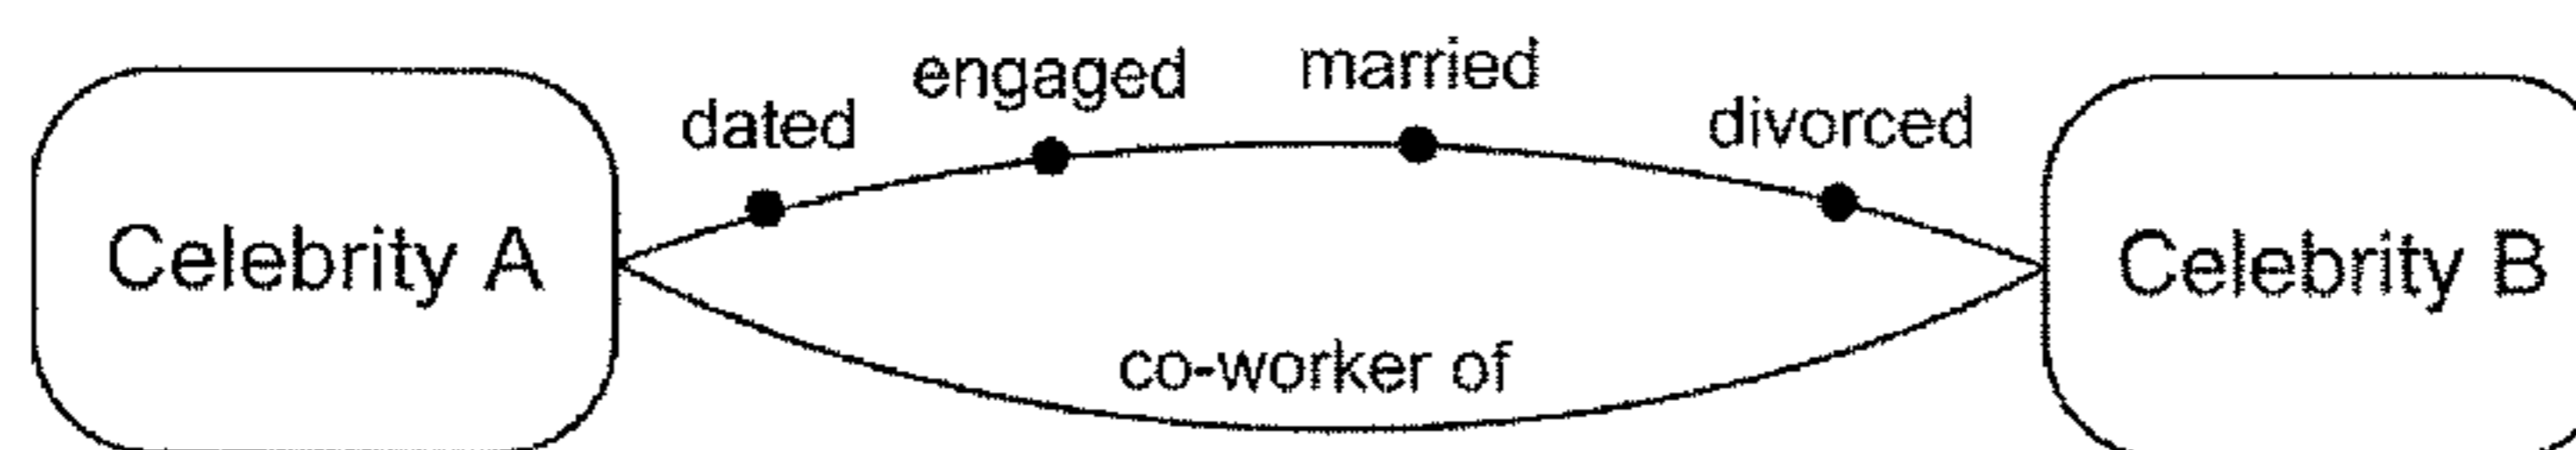 engaged
married
dated
divorced
Celebrity A
Celebrity B
co-worker of